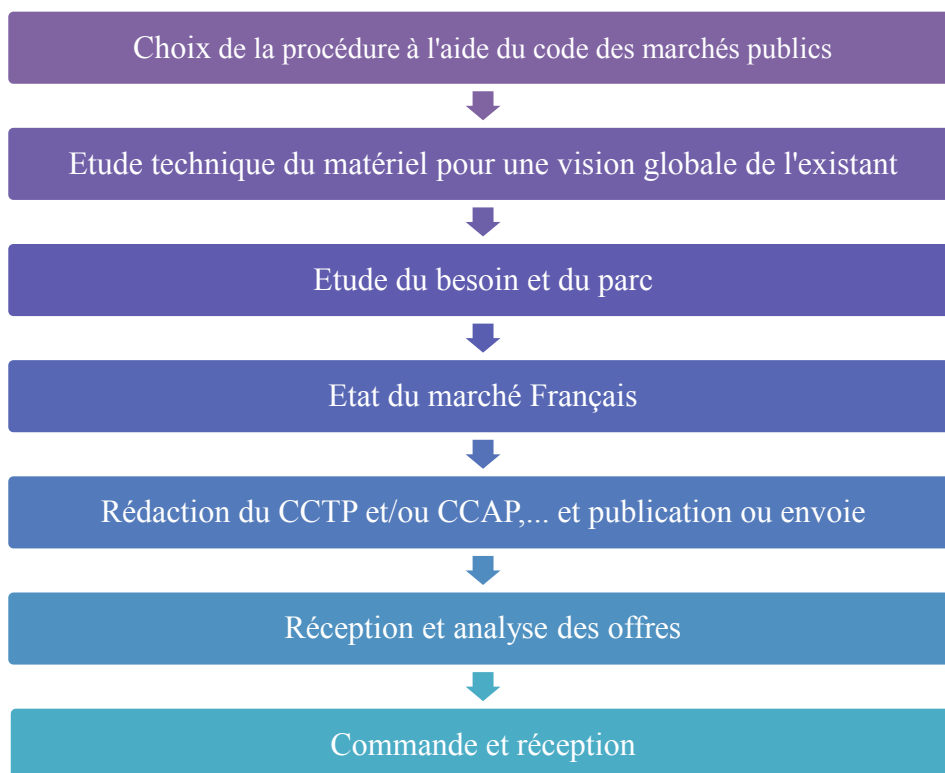 Choix de la procédure à l'aide du code des marchés publics
Etude technique du matériel pour une vision globale de l'existant
Etude du besoin et du parc
Etat du marché Français
Rédaction du CCTP et/ou CCAP,... et publication ou envoie
Réception et analyse des offres
Commande et réception